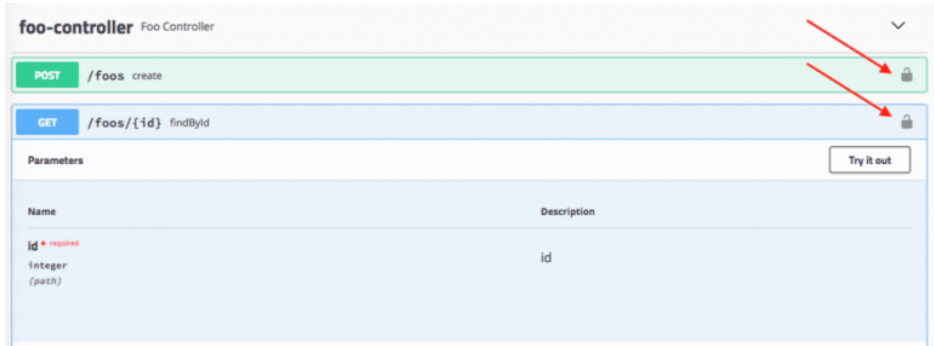 foo-controller Foo Controller
POST /foos create
GET /foos/{id} findById
Parameters Try it out
Name Description
id * required id
integer
(path)